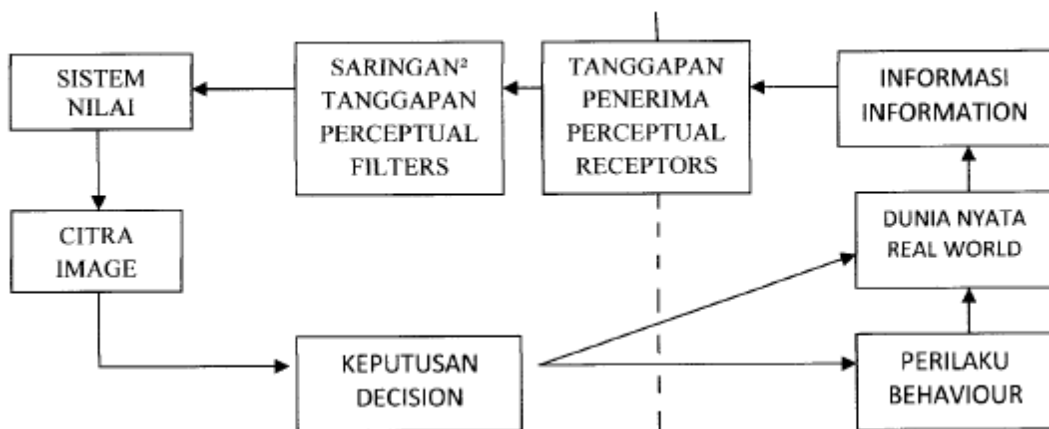 SISTEM
NILAI
SARINGAN²
TANGGAPAN
PERCEPTUAL
FILTERS
TANGGAPAN
PENERIMA
PERCEPTUAL
RECEPTORS
INFORMASI
INFORMATION
CITRA
IMAGE
DUNIA NYATA
REAL WORLD
KEPUTUSAN
DECISION
PERILAKU
BEHAVIOUR